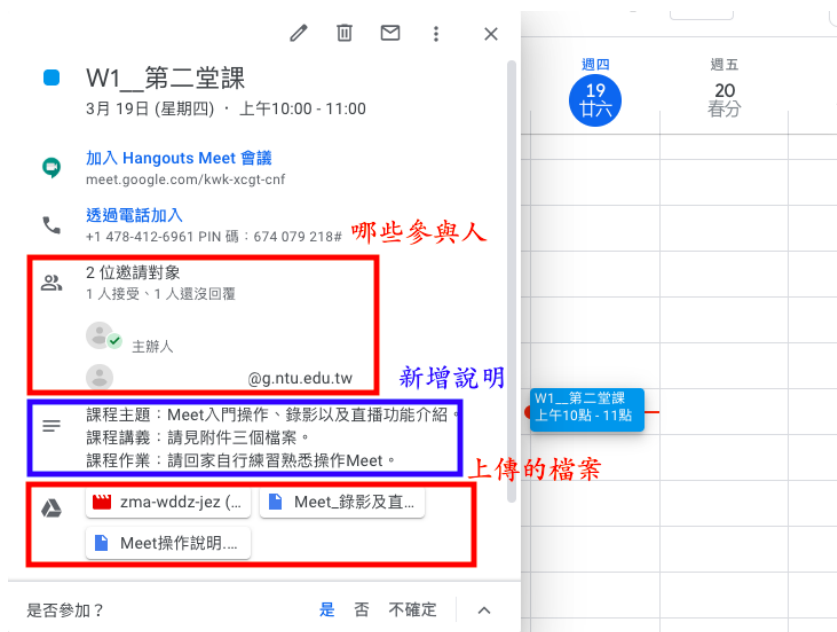 W1__第二堂課
3月 19日 (星期四) ・ 上午10:00 - 11:00
加入 Hangouts Meet 會議
meet.google.com/kwk-xcgt-cnf
透過電話加入
+1 478-412-6961 PIN 碼：674 079 218#
哪些參與人
2 位邀請對象
1 人接受、1 人還沒回覆
主辦人
@g.ntu.edu.tw
新增說明
課程主題：Meet入門操作、錄影以及直播功能介紹。
課程講義：請見附件三個檔案。
課程作業：請回家自行練習熟悉操作Meet。
上傳的檔案
zma-wddz-jez (...
Meet_錄影及直...
Meet操作說明....
是否參加？
是 否 不確定
週四
19
廿六
週五
20
春分
W1__第二堂課
上午10點 - 11點